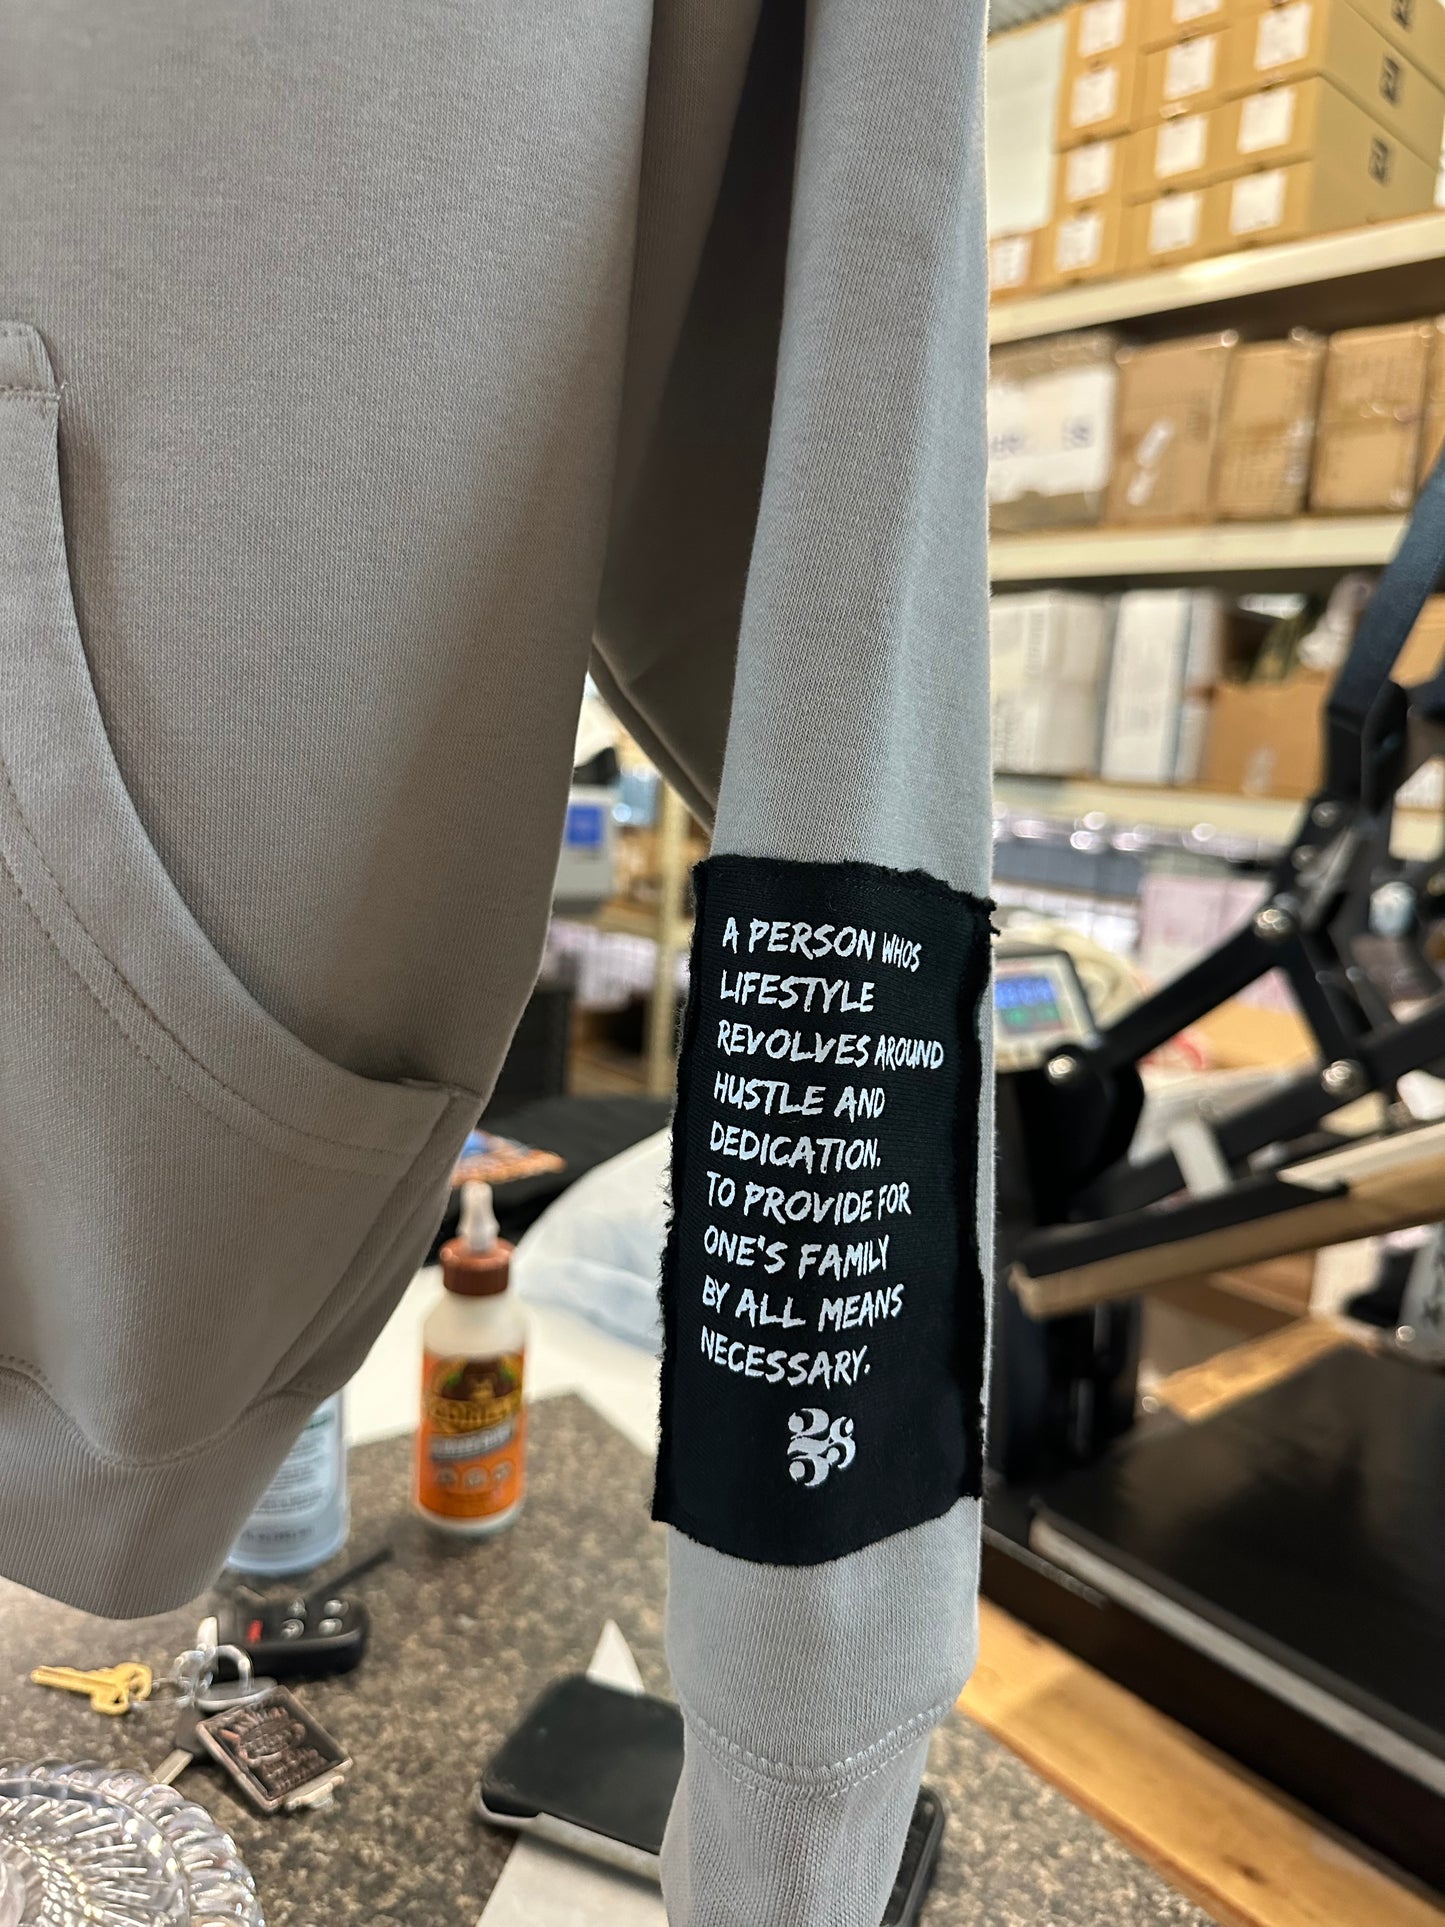 A PERSON WHOS
LIFESTYLE
REVOLVES AROUND
HUSTLE AND
DEDICATION.
TO PROVIDE FOR
ONE'S FAMILY
BY ALL MEANS
NECESSARY.